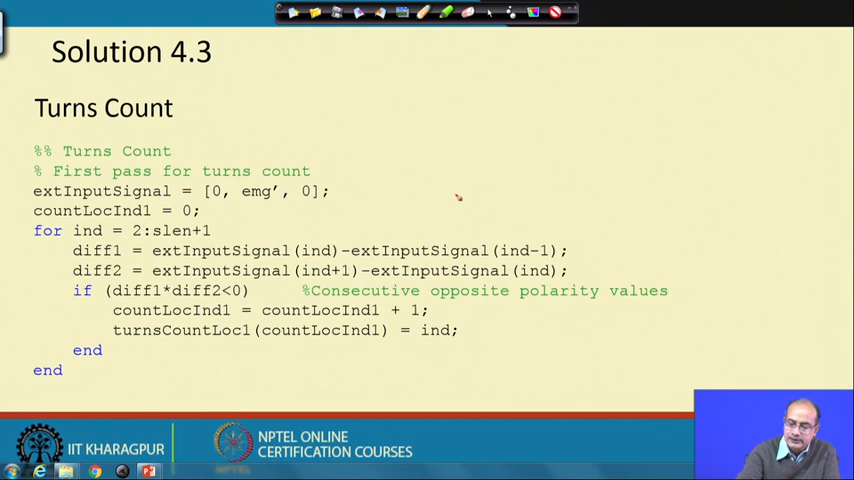 Solution 4.3
Turns Count
%% Turns Count
% First pass for turns count
extInputSignal = [0, emg’, 0];
countLocInd1 = 0;
for ind = 2:slen+1
diff1 = extInputSignal(ind)-extInputSignal(ind-1);
diff2 = extInputSignal(ind+1)-extInputSignal(ind);
if (diff1*diff2<0) %Consecutive opposite polarity values
countLocInd1 = countLocInd1 + 1;
turnsCountLoc1(countLocInd1) = ind;
end
end
IIT KHARAGPUR
NPTEL ONLINE
CERTIFICATION COURSES
NPTEL